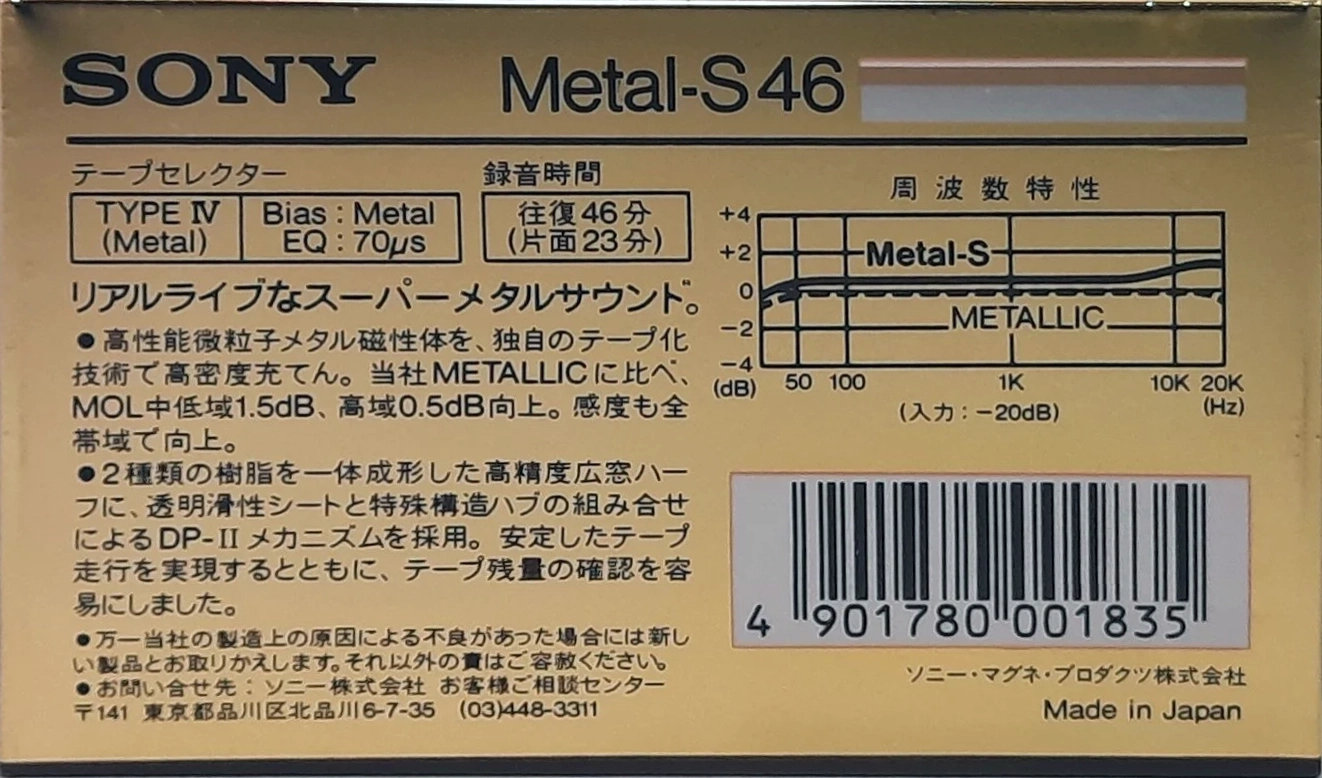 SONY Metal-S46
テープセレクター
TYPE Ⅳ
(Metal)
Bias : Metal
EQ : 70μs
録音時間
往復46分
(片面23分)
リアルライブなスーパーメタルサウンド。
●高性能微粒子メタル磁性体を、独自のテープ化
技術で高密度充てん。当社METALLICに比べ、
MOL中低域1.5dB、高域0.5dB向上。感度も全
帯域で向上。
●2種類の樹脂を一体成形した高精度広窓ハー
フに、透明滑性シートと特殊構造ハブの組み合せ
によるDP-IIメカニズムを採用。安定したテープ
走行を実現するとともに、テープ残量の確認を容
易にしました。
●万一当社の製造上の原因による不良があった場合には新し
い製品とお取りかえします。それ以外の責はご容赦ください。
●お問い合せ先：ソニー株式会社 お客様ご相談センター
〒141 東京都品川区北品川6-7-35 (03)448-3311
周波数特性
+4
+2
0
-2
-4
(dB)
Metal-S
METALLIC
50 100 1K 10K 20K
(Hz)
(入力：-20dB)
4 901780 001835
ソニー・マグネ・プロダクツ株式会社
Made in Japan